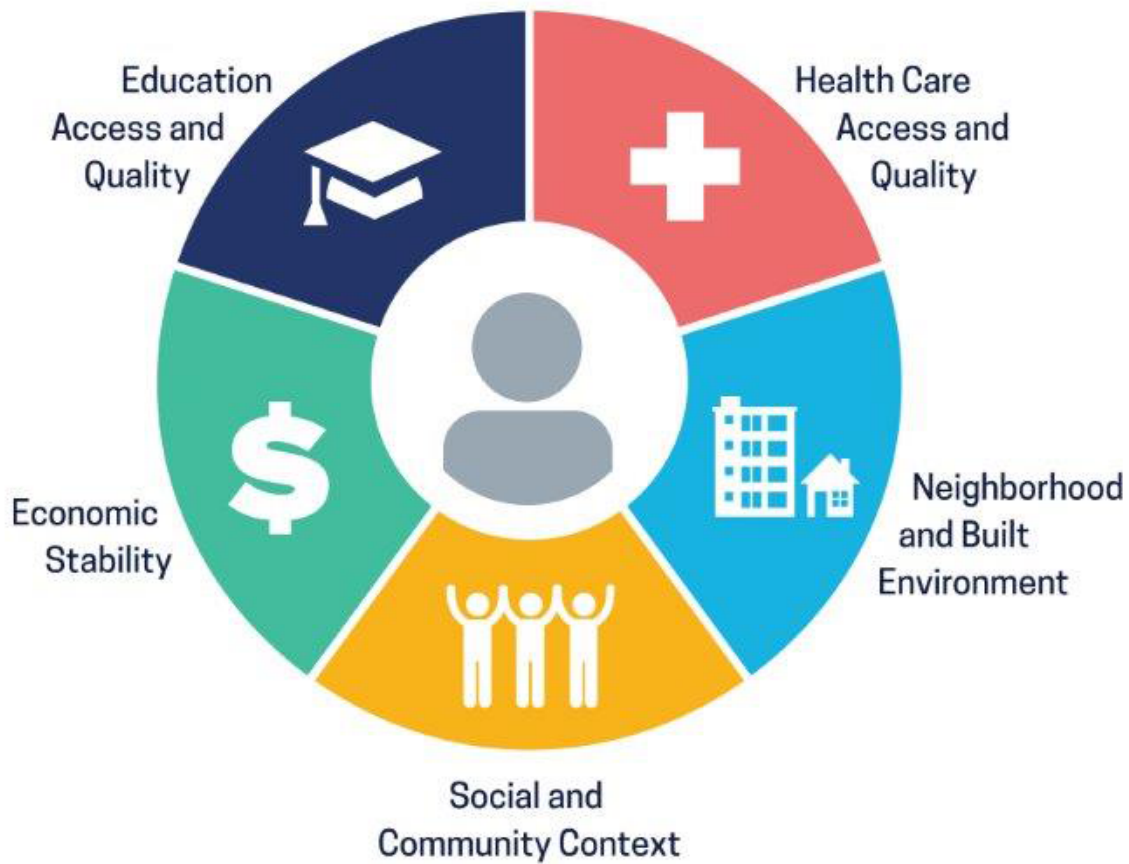 Education
Access and
Quality
Health Care
Access and
Quality
Economic
Stability
Neighborhood
and Built
Environment
Social and
Community Context